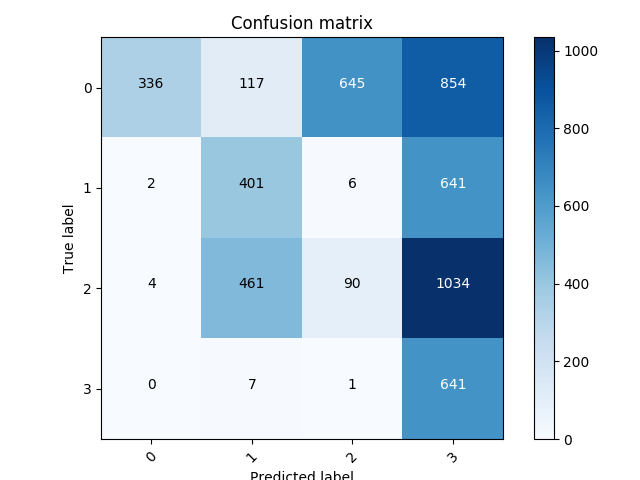 Confusion matrix
0 336 117 645 854
1 2 401 6 641
2 4 461 90 1034
3 0 7 1 641
0 1 2 3
True label
Predicted label
1000
800
600
400
200
0